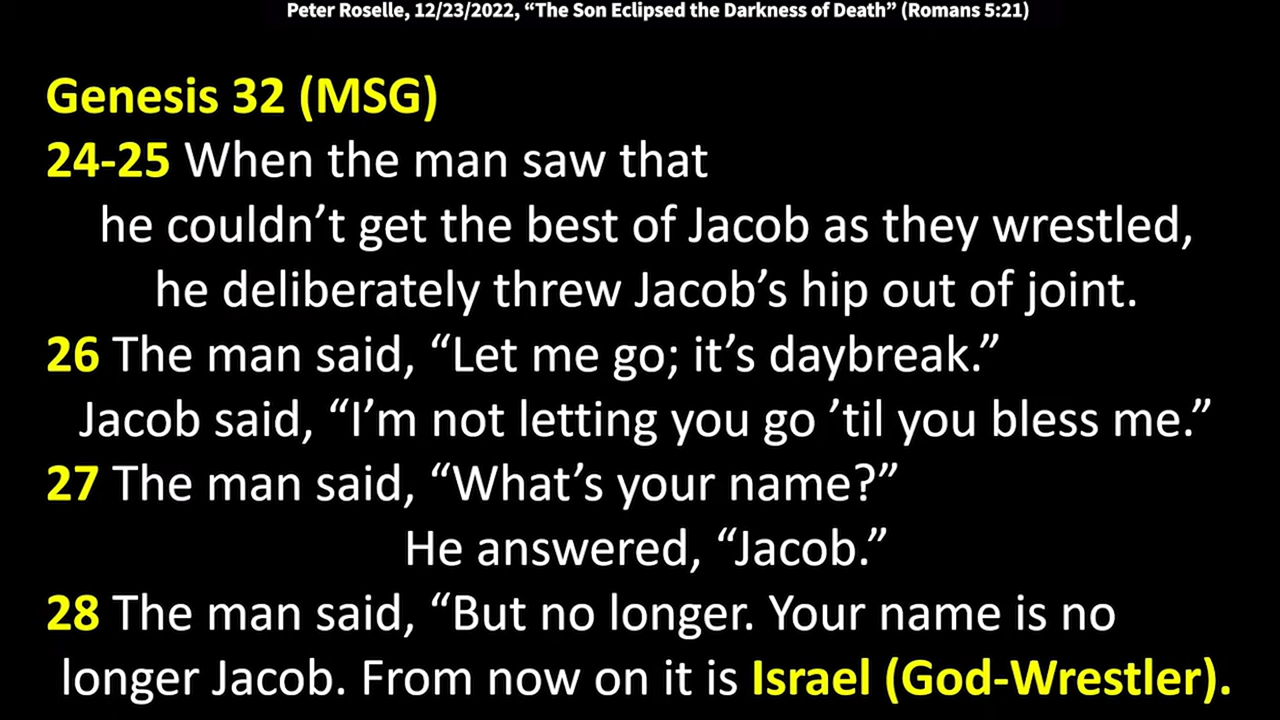 Peter Roselle, 12/23/2022, “The Son Eclipsed the Darkness of Death” (Romans 5:21)
Genesis 32 (MSG)
24-25 When the man saw that
he couldn’t get the best of Jacob as they wrestled,
he deliberately threw Jacob’s hip out of joint.
26 The man said, “Let me go; it’s daybreak.”
Jacob said, “I’m not letting you go ’til you bless me.”
27 The man said, “What’s your name?”
He answered, “Jacob.”
28 The man said, “But no longer. Your name is no
longer Jacob. From now on it is Israel (God-Wrestler).